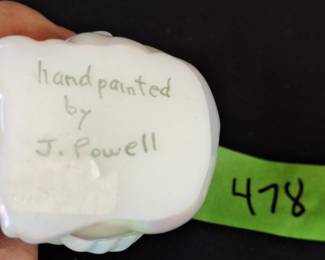 handpainted
by
J. Powell
478